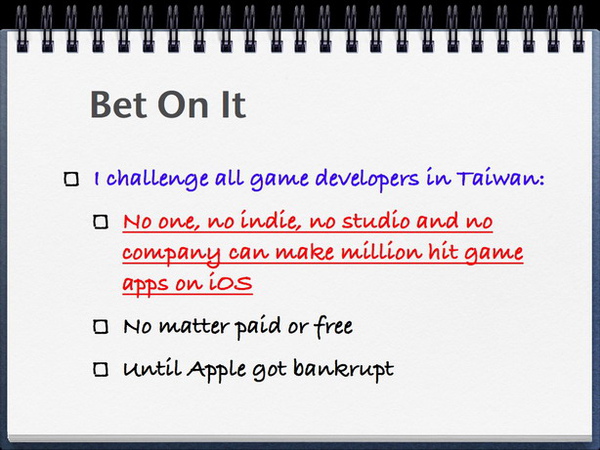 Bet On It
I challenge all game developers in Taiwan:
No one, no indie, no studio and no
company can make million hit game
apps on iOS
No matter paid or free
Until Apple got bankrupt